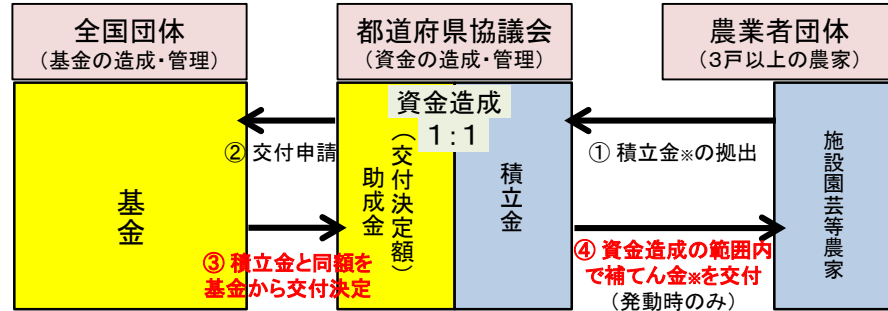 全国団体
（基金の造成・管理）
都道府県協議会
（資金の造成・管理）
農業者団体
（３戸以上の農家）
資金造成
１：１
② 交付申請
① 積立金※の拠出
基金
助成金
（交付決定額）
積立金
施設園芸等農家
③ 積立金と同額を
基金から交付決定
④ 資金造成の範囲内
で補てん金※を交付
（発動時のみ）